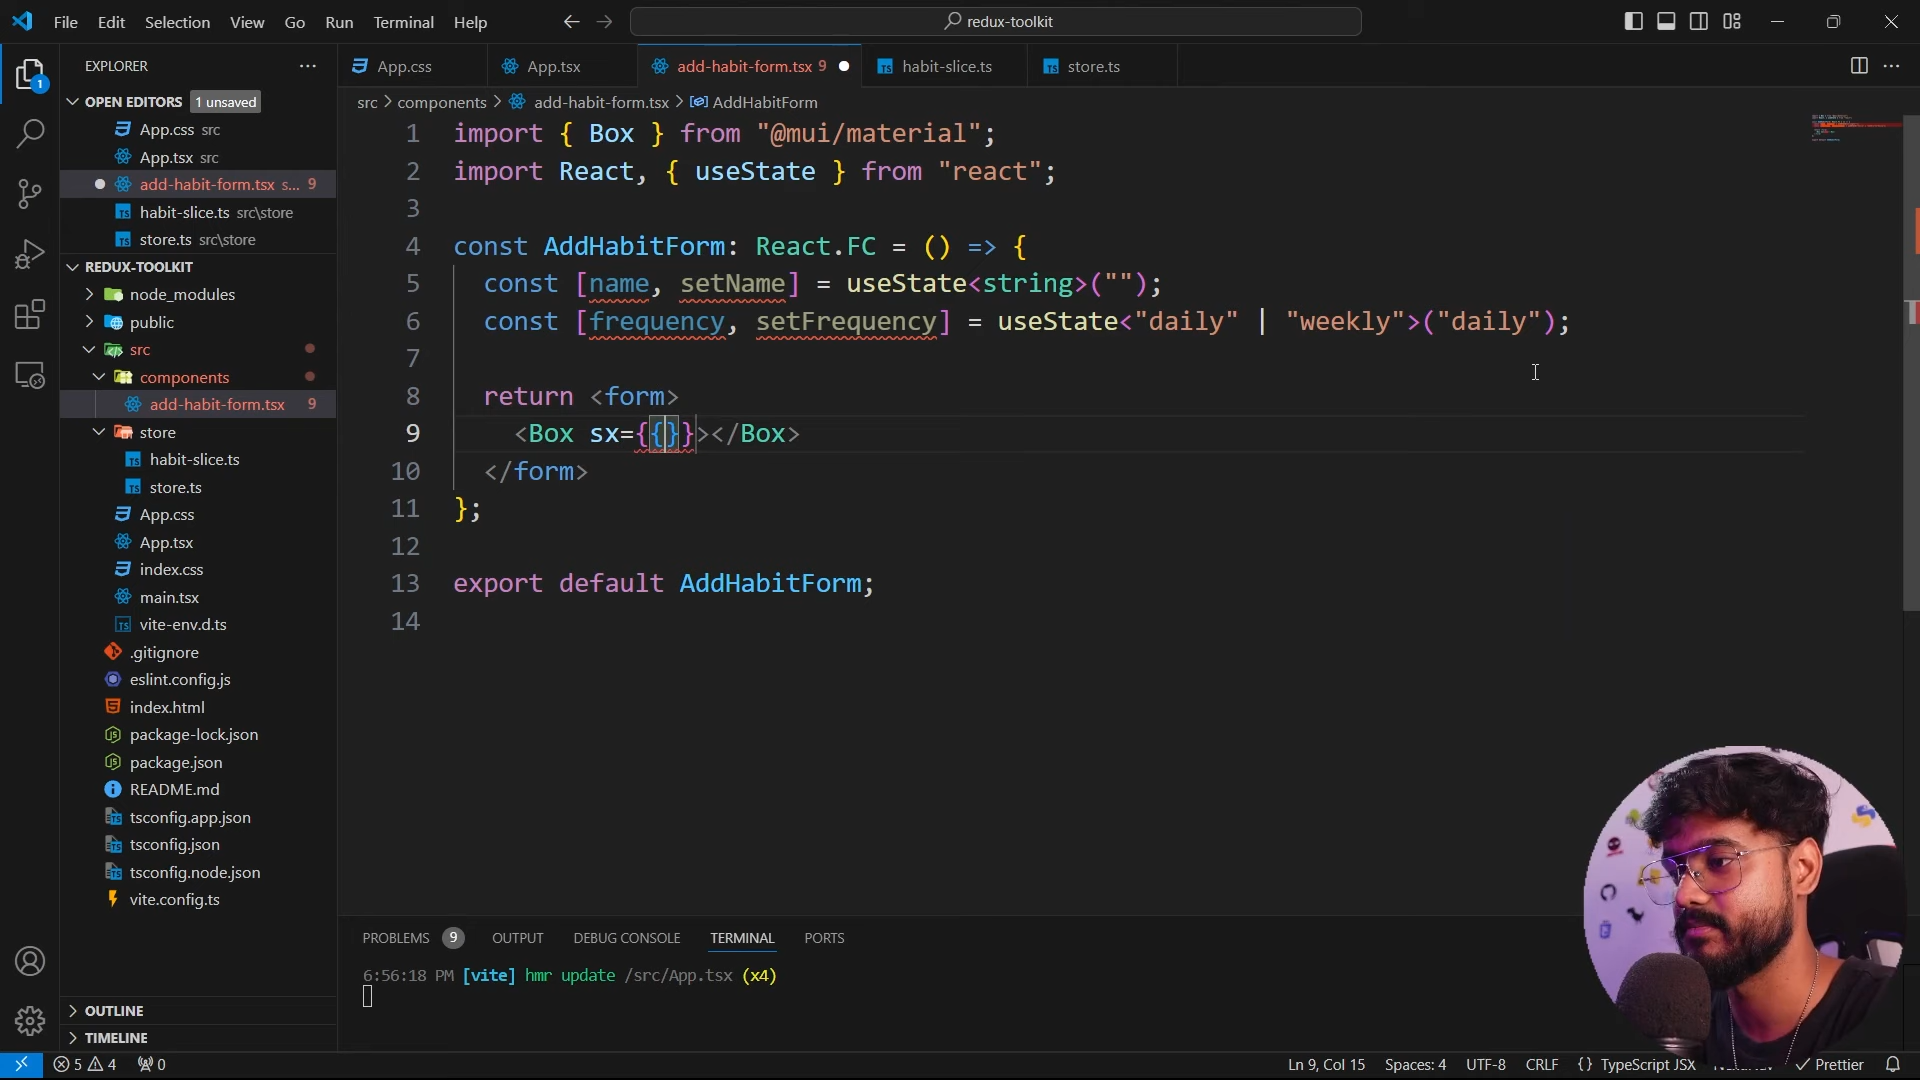 File Edit Selection View Go Run Terminal Help
redux-toolkit
EXPLORER
OPEN EDITORS 1 unsaved
App.css src
App.tsx src
add-habit-form.tsx s... 9
habit-slice.ts src\store
store.ts src\store
REDUX-TOOLKIT
node_modules
public
src
components
add-habit-form.tsx 9
store
habit-slice.ts
store.ts
App.css
App.tsx
index.css
main.tsx
vite-env.d.ts
.gitignore
eslint.config.js
index.html
package-lock.json
package.json
README.md
tsconfig.app.json
tsconfig.json
tsconfig.node.json
vite.config.ts
OUTLINE
TIMELINE
1
App.css App.tsx add-habit-form.tsx 9 habit-slice.ts store.ts
src > components > add-habit-form.tsx > AddHabitForm
1 import { Box } from "@mui/material";
2 import React, { useState } from "react";
3
4 const AddHabitForm: React.FC = () => {
5 const [name, setName] = useState<string>("");
6 const [frequency, setFrequency] = useState<"daily" | "weekly">("daily");
7
8 return <form>
9 <Box sx={{}}></Box>
10 </form>
11 };
12
13 export default AddHabitForm;
14
PROBLEMS 9 OUTPUT DEBUG CONSOLE TERMINAL PORTS
6:56:18 PM [vite] hmr update /src/App.tsx (x4)
5 4 0 Ln 9, Col 15 Spaces: 4 UTF-8 CRLF {} TypeScript JSX Prettier